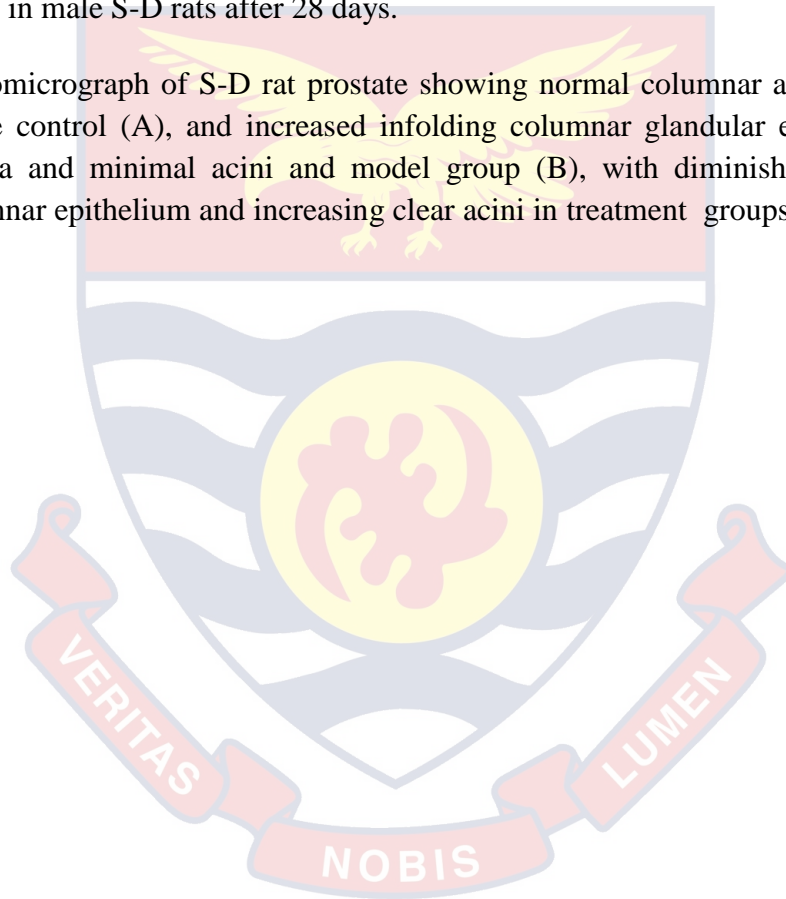 in male S-D rats after 28 days.
omicrograph of S-D rat prostate showing normal columnar a
control (A), and increased infolding columnar glandular e
a and minimal acini and model group (B), with diminish
nar epithelium and increasing clear acini in treatment groups
VERITAS
NOBIS
LUMEN